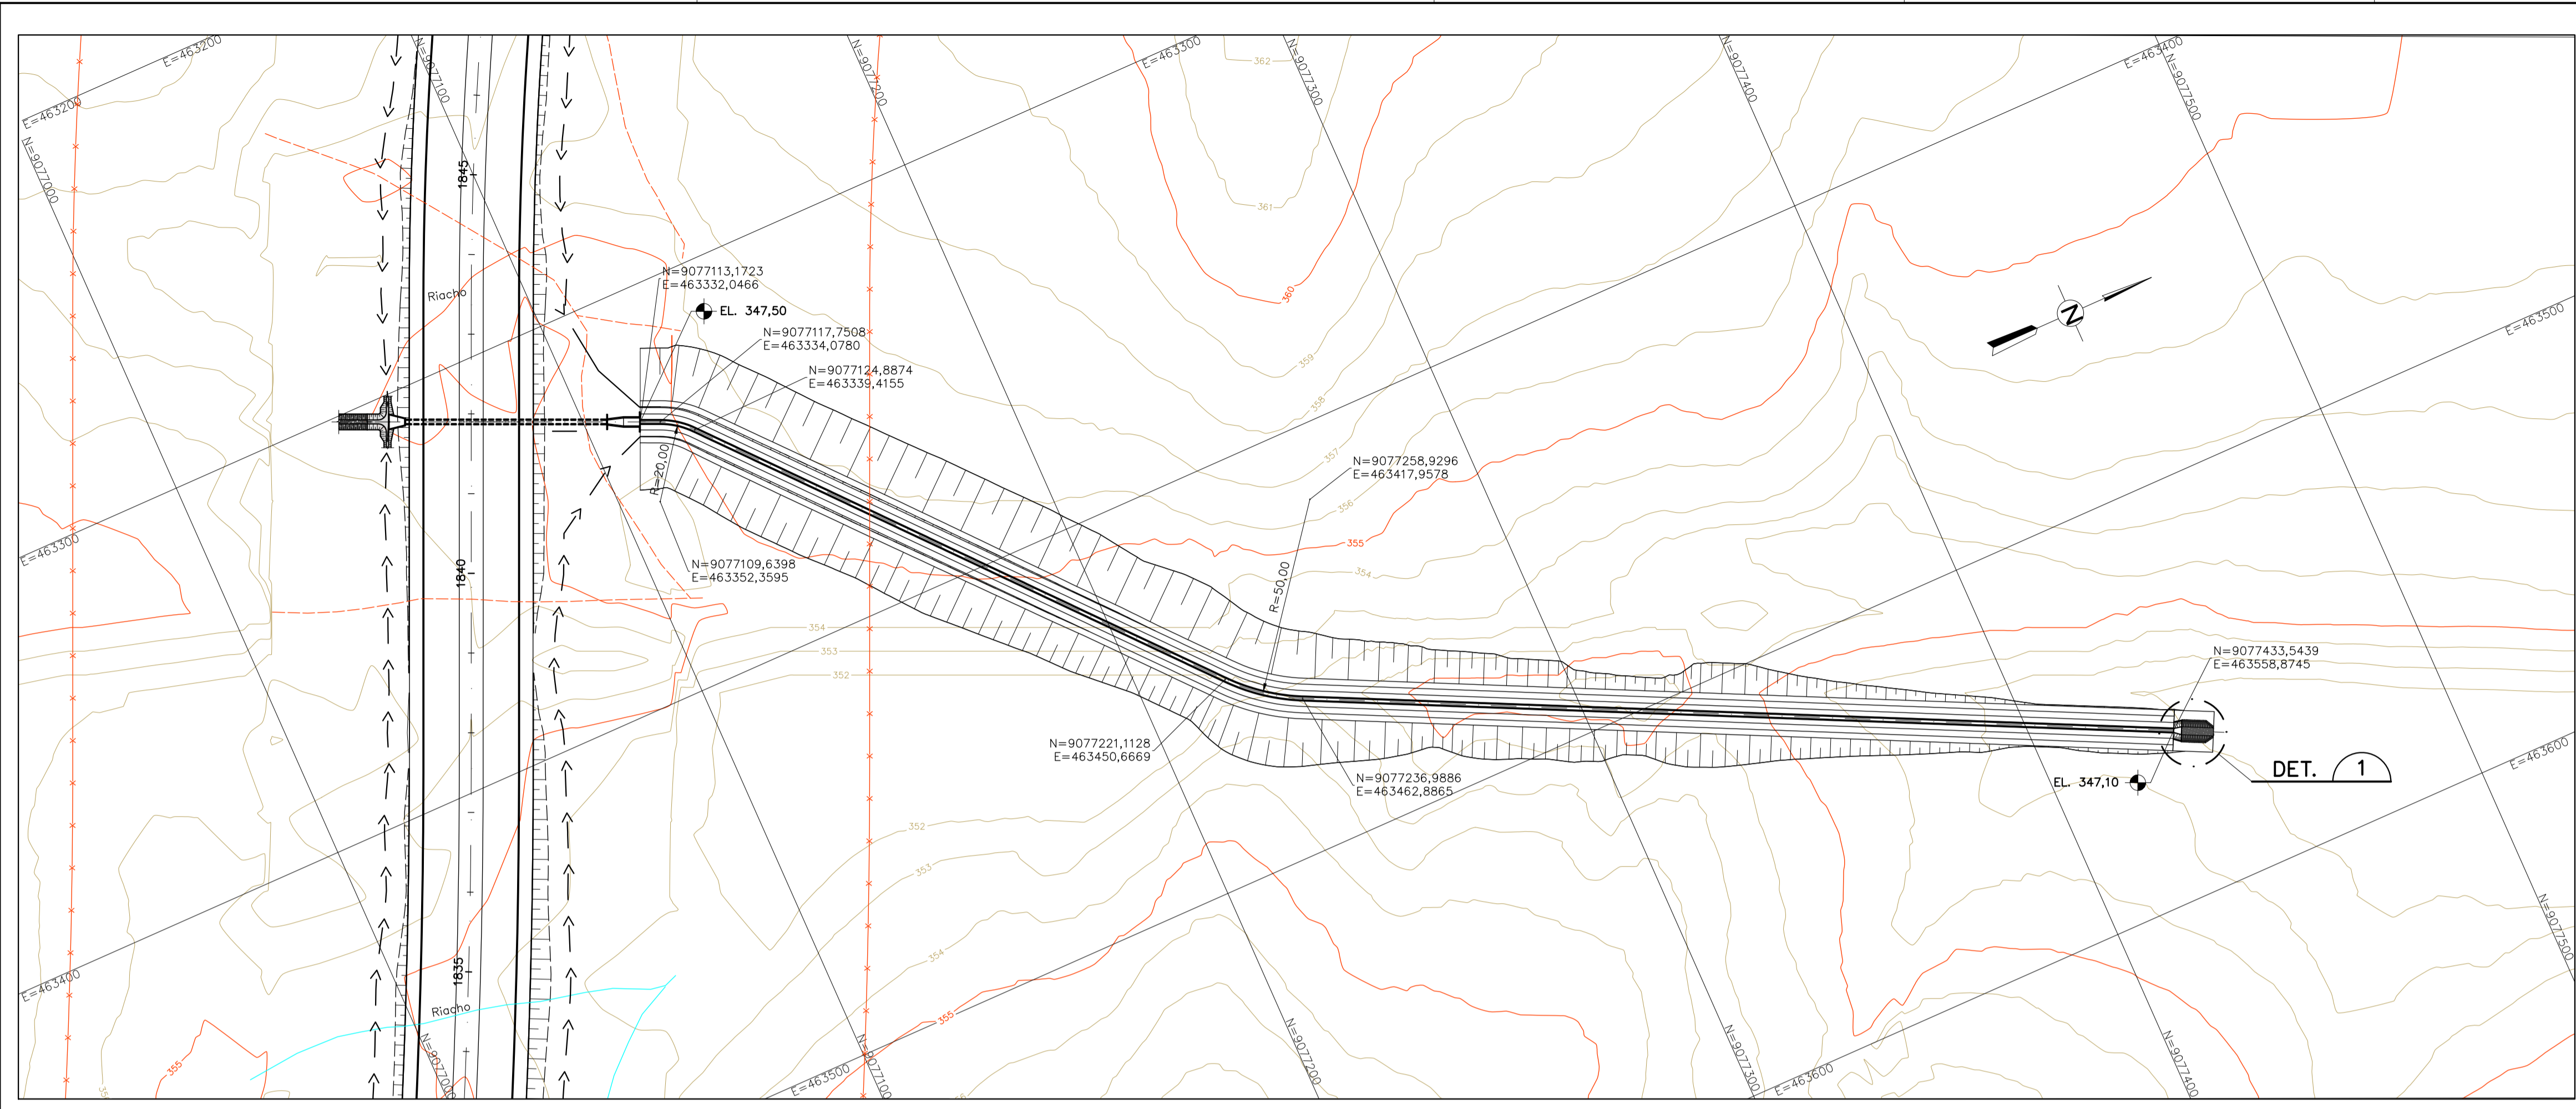 E=463200
E=463200
N=9077000
N=9077100
N=9077200
E=463300
362
N=9077300
N=9077400
E=463400
N=9077500
1845
361
360
359
358
357
356
355
354
Riacho
N=9077113,1723
E=463332,0466
EL. 347,50
N=9077117,7508
E=463334,0780
N=9077124,8874
E=463339,4155
N
E=463500
R=20,00
N=9077258,9296
E=463417,9578
E=463300
1840
N=9077109,6398
E=463352,3595
R=50,00
354
353
352
N=9077433,5439
E=463558,8745
N=9077221,1128
E=463450,6669
N=9077236,9886
E=463462,8865
EL. 347,10
DET. 1
E=463600
352
353
354
355
E=463400
1835
Riacho
355
N=9077000
N=9077100
E=463500
N=9077200
N=9077300
E=463600
N=9077400
N=9077500